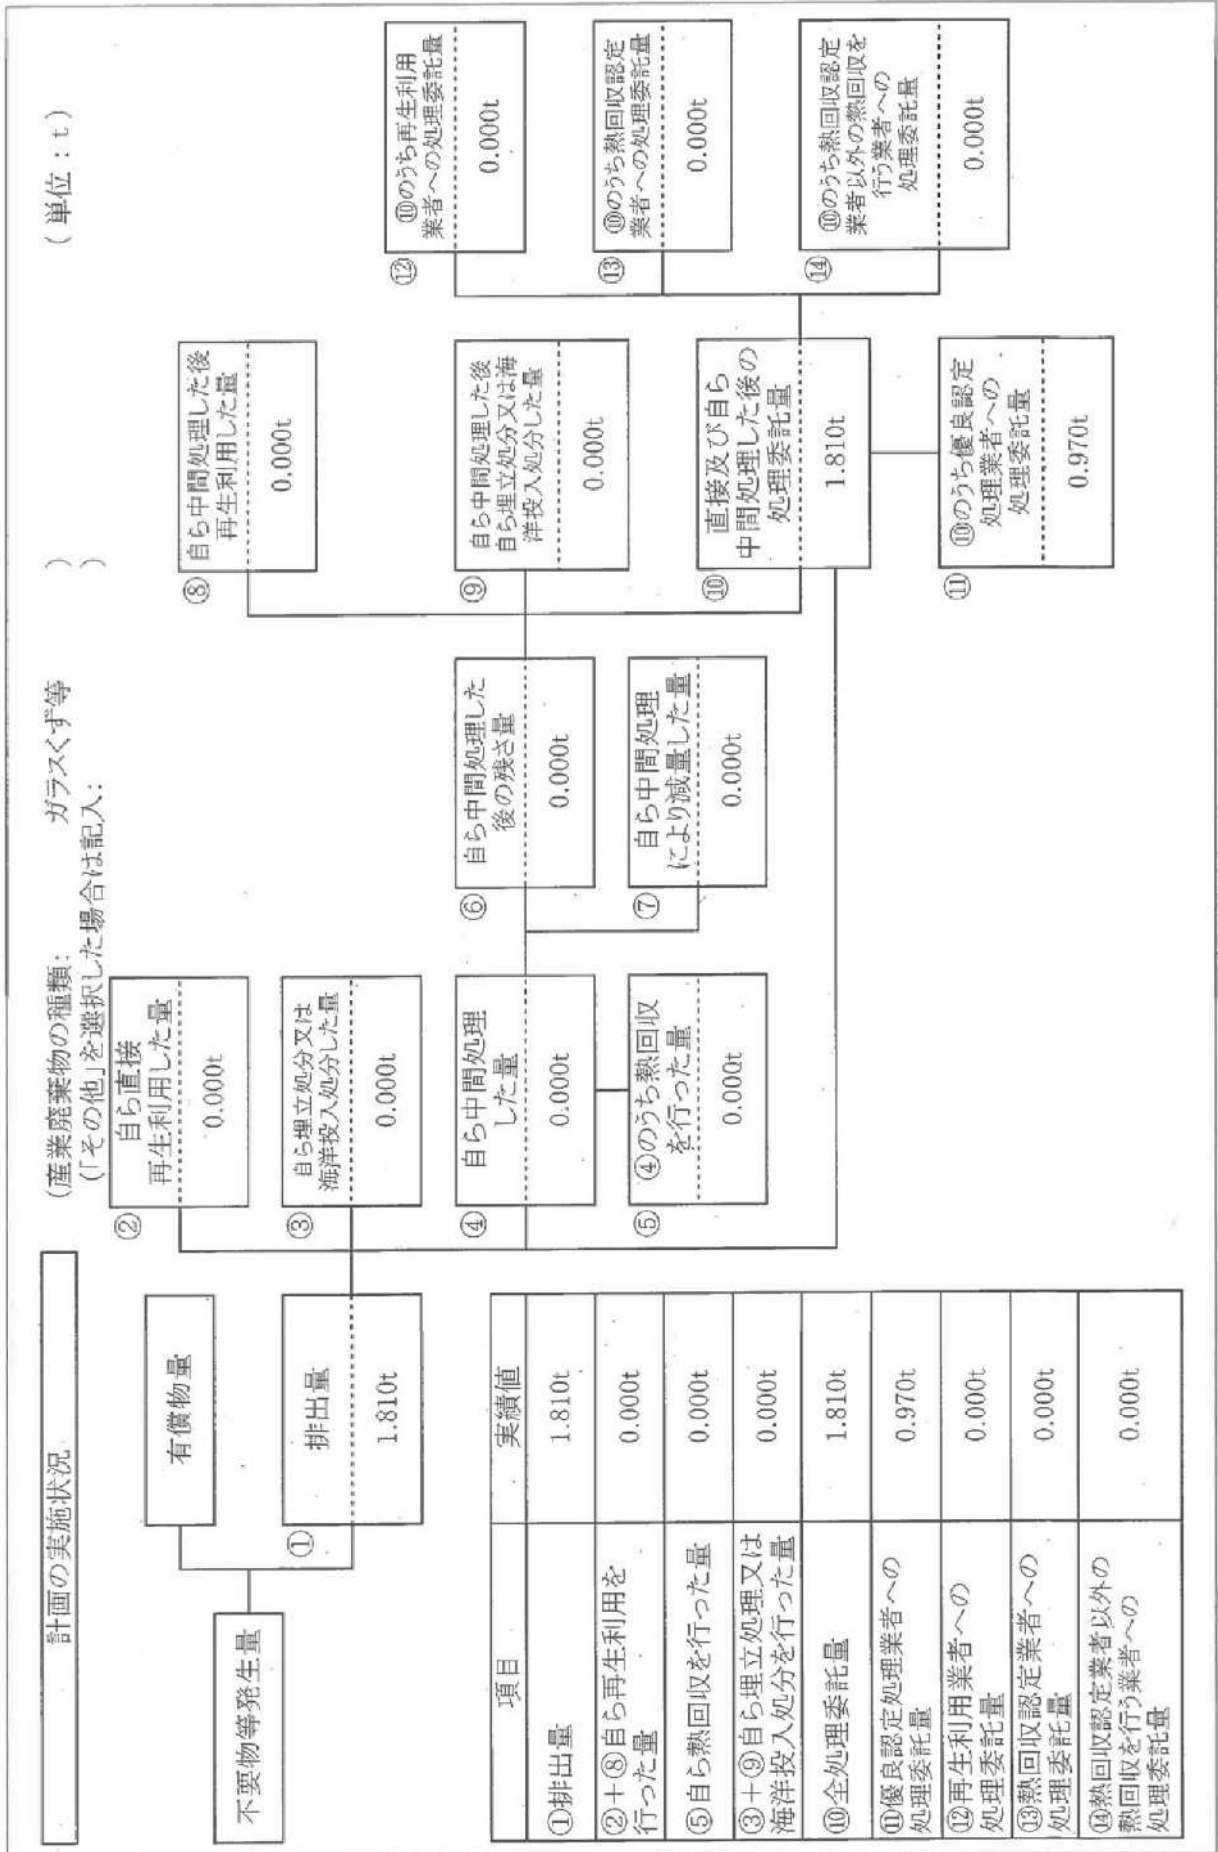 計画の実施状況
(産業廃棄物の種類: ガラスくず等 )
(「その他」を選択した場合は記入: )
(単位:t)
不要物等発生量
有償物量
①
排出量
1.810t
②
自ら直接
再生利用した量
0.000t
③
自ら埋立処分又は
海洋投入処分した量
0.000t
④
自ら中間処理
した量
0.000t
⑤
④のうち熱回収
を行った量
0.000t
⑥
自ら中間処理した
後の残さ量
0.000t
⑦
自ら中間処理
により減量した量
0.000t
⑧
自ら中間処理した後
再生利用した量
0.000t
⑨
自ら中間処理した後
自ら埋立処分又は海
洋投入処分した量
0.000t
⑩
直接及び自ら
中間処理した後の
処理委託量
1.810t
⑪
⑩のうち優良認定
処理業者への
処理委託量
0.970t
⑫
⑩のうち再生利用
業者への処理委託量
0.000t
⑬
⑩のうち熱回収認定
業者への処理委託量
0.000t
⑭
⑩のうち熱回収認定
業者以外の熱回収を
行う業者への
処理委託量
0.000t
項目 実績値
①排出量 1.810t
②+⑧自ら再生利用を
行った量 0.000t
⑤自ら熱回収を行った量 0.000t
③+⑨自ら埋立処理又は
海洋投入処分を行った量 0.000t
⑩全処理委託量 1.810t
⑪優良認定処理業者への
処理委託量 0.970t
⑫再生利用業者への
処理委託量 0.000t
⑬熱回収認定業者への
処理委託量 0.000t
⑭熱回収認定業者以外の
熱回収を行う業者への
処理委託量 0.000t